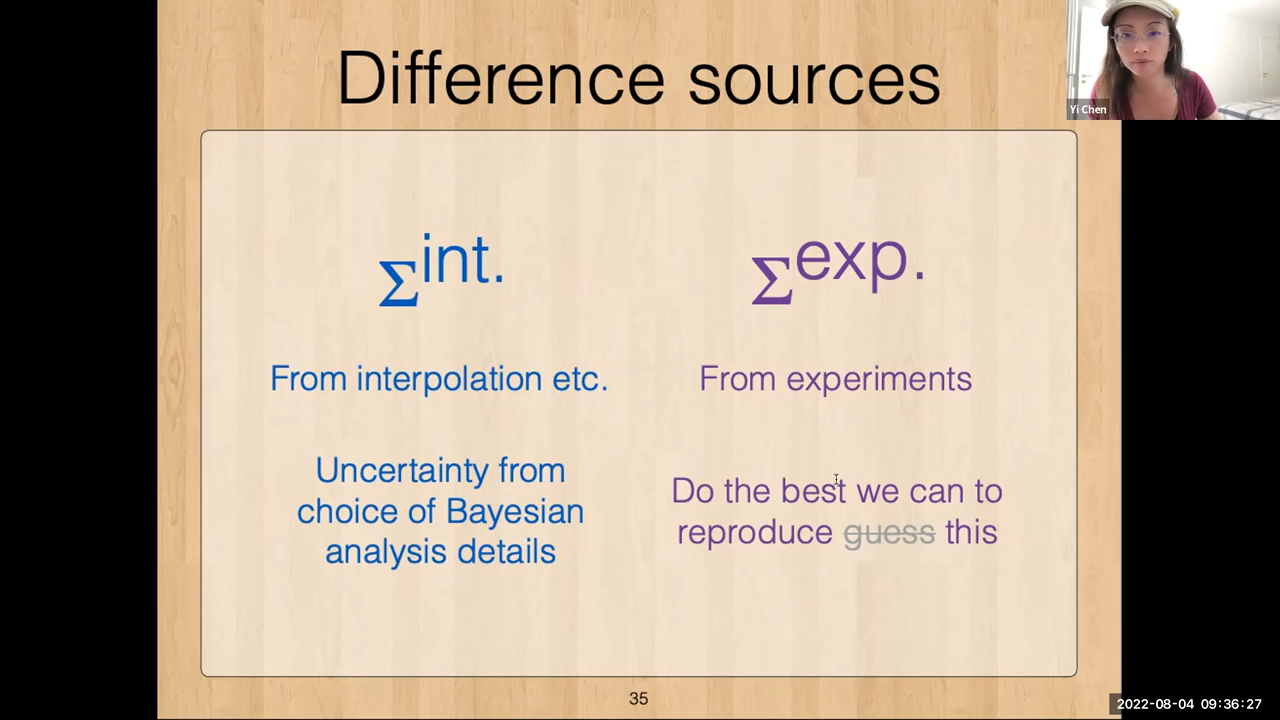 Difference sources
Yi Chen
Σint.
Σexp.
From interpolation etc.
From experiments
Uncertainty from
choice of Bayesian
analysis details
Do the best we can to
reproduce guess this
35
2022-08-04 09:36:27